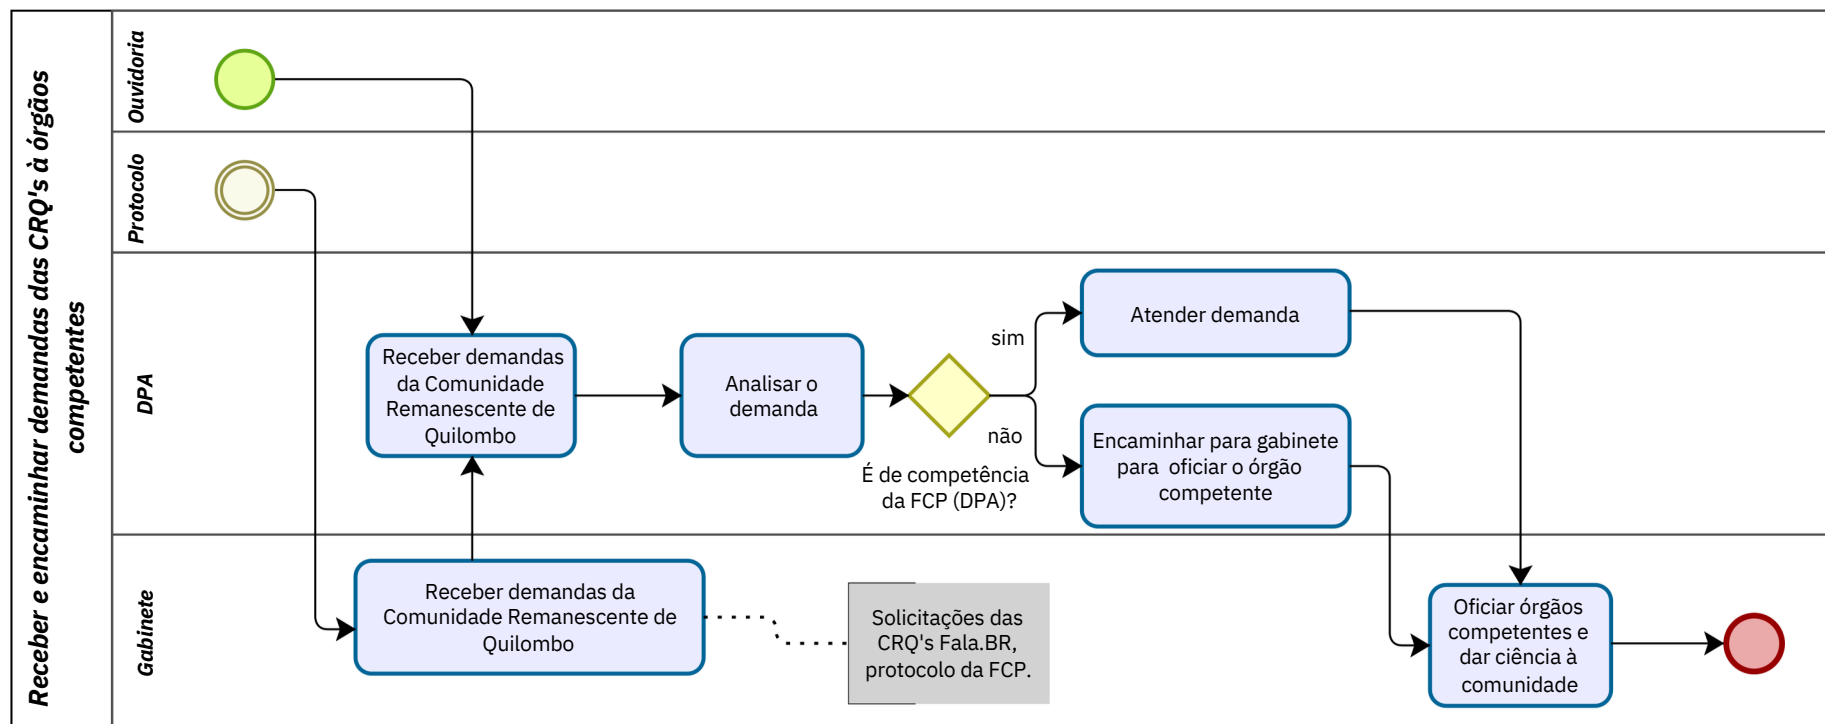 Receber e encaminhar demandas das CRQ's à órgãos
competentes
Ouvidoria
Protocolo
DPA
Gabinete
Receber demandas
da Comunidade
Remanescente de
Quilombo
Analisar o
demanda
sim
não
É de competência
da FCP (DPA)?
Atender demanda
Encaminhar para gabinete
para oficiar o órgão
competente
Receber demandas da
Comunidade Remanescente de
Quilombo
Solicitações das
CRQ's Fala.BR,
protocolo da FCP.
Oficiar órgãos
competentes e
dar ciência à
comunidade